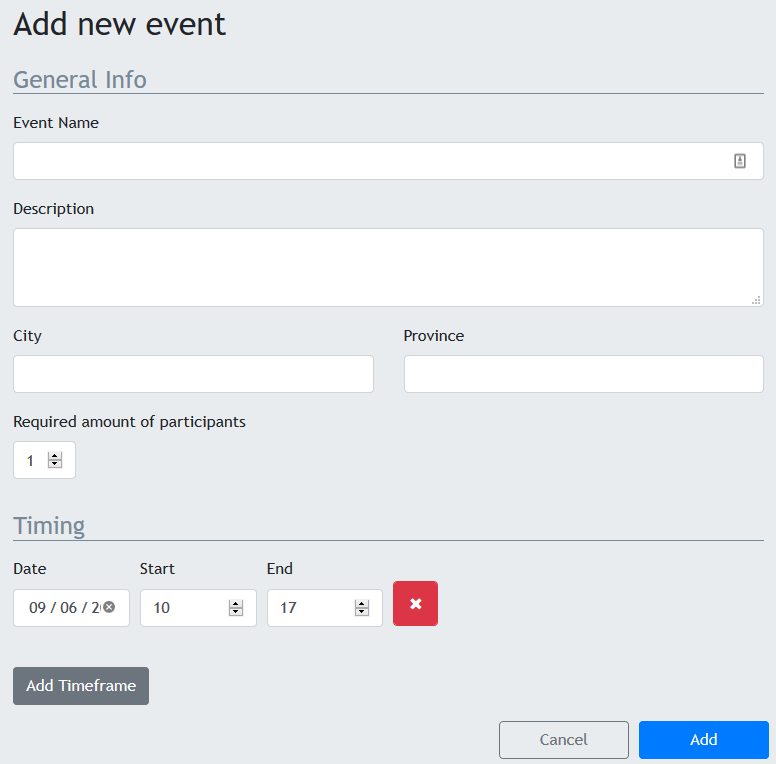 Add new event
General Info
Event Name
Description
City Province
Required amount of participants
1
Timing
Date Start End
09 / 06 / 10 17
Add Timeframe
Cancel Add